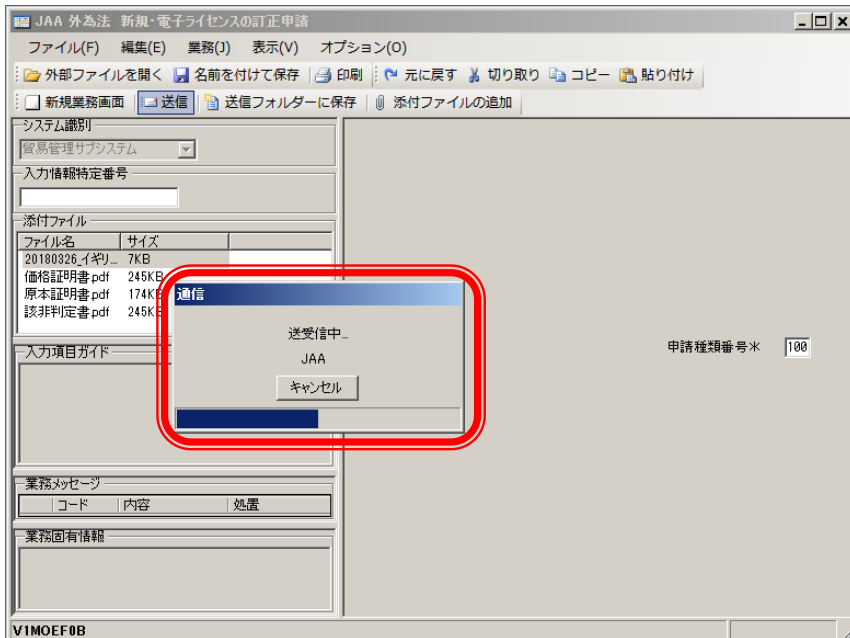 JAA 外為法 新規･電子ライセンスの訂正申請
ファイル(F) 編集(E) 業務(J) 表示(V) オプション(O)
外部ファイルを開く 名前を付けて保存 印刷 元に戻す 切り取り コピー 貼り付け
新規業務画面 送信 送信フォルダーに保存 添付ファイルの追加
システム識別
貿易管理サブシステム
入力情報特定番号
添付ファイル
ファイル名 サイズ
20180326_イギリ... 7KB
価格証明書.pdf 245KB
原本証明書.pdf 174KB
該非判定書.pdf 245KB
通信
送受信中...
JAA
キャンセル
入力項目ガイド
申請種類番号* 100
業務メッセージ
コード 内容 処置
業務固有情報
V1MOEF0B